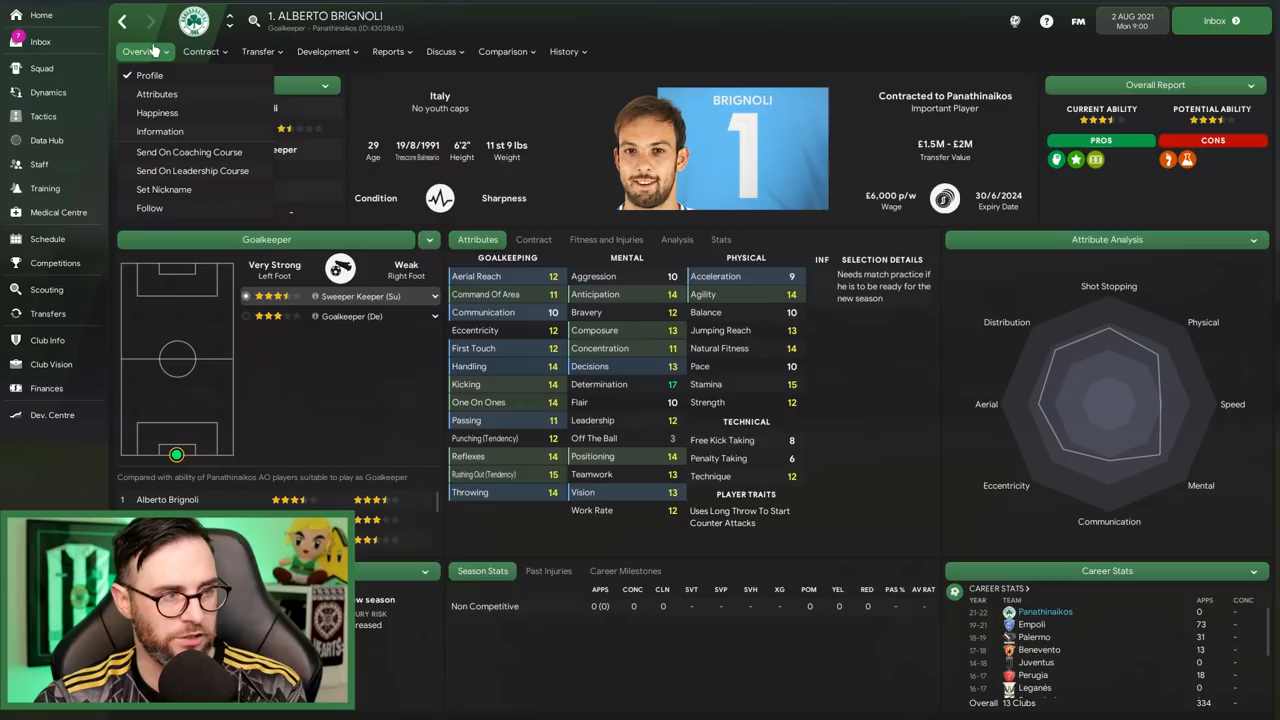 Home
7
Inbox
Squad
Dynamics
Tactics
Data Hub
Staff
Training
Medical Centre
Schedule
Competitions
Scouting
Transfers
Club Info
Club Vision
Finances
Dev. Centre
1. ALBERTO BRIGNOLI
Goalkeeper - Panathinaikos (ID:43038613)
FM
2 AUG 2021
Mon 9:00
Inbox
Contract
Transfer
Development
Reports
Discuss
Comparison
History
Profile
Attributes
Happiness
Information
Send On Coaching Course
Send On Leadership Course
Set Nickname
Follow
-
Italy
No youth caps
29
Age
19/8/1991
Trescore Balneario
6'2"
Height
11 st 9 lbs
Weight
Condition
Sharpness
BRIGNOLI
1
Contracted to Panathinaikos
Important Player
£1.5M - £2M
Transfer Value
£6,000 p/w
Wage
30/6/2024
Expiry Date
Overall Report
CURRENT ABILITY
POTENTIAL ABILITY
PROS
CONS
Goalkeeper
Very Strong
Left Foot
Weak
Right Foot
Sweeper Keeper (Su)
Goalkeeper (De)
Compared with ability of Panathinaikos AO players suitable to play as Goalkeeper
1 Alberto Brignoli
Attributes
Contract
Fitness and Injuries
Analysis
Stats
GOALKEEPING
Aerial Reach 12
Command Of Area 11
Communication 10
Eccentricity 12
First Touch 12
Handling 14
Kicking 14
One On Ones 14
Passing 11
Punching (Tendency) 12
Reflexes 14
Rushing Out (Tendency) 15
Throwing 14
MENTAL
Aggression 10
Anticipation 14
Bravery 12
Composure 13
Concentration 11
Decisions 13
Determination 17
Flair 10
Leadership 12
Off The Ball 3
Positioning 14
Teamwork 13
Vision 13
Work Rate 12
PHYSICAL
Acceleration 9
Agility 14
Balance 10
Jumping Reach 13
Natural Fitness 14
Pace 10
Stamina 15
Strength 12
TECHNICAL
Free Kick Taking 8
Penalty Taking 6
Technique 12
PLAYER TRAITS
Uses Long Throw To Start
Counter Attacks
INF
SELECTION DETAILS
Needs match practice if
he is to be ready for the
new season
Attribute Analysis
Shot Stopping
Physical
Speed
Mental
Communication
Eccentricity
Aerial
Distribution
Season Stats
Past Injuries
Career Milestones
APPS CONC CLN SVT SVP SVH XG POM YEL RED PAS % AV RAT
Non Competitive 0 (0) 0 0 - - - - 0 0 0 - -
Career Stats
CAREER STATS
YEAR TEAM APPS CONC
21-22 Panathinaikos 0 -
19-21 Empoli 73 -
18-19 Palermo 31 -
17-18 Benevento 13 -
14-18 Juventus 0 -
16-17 Perugia 18 -
16-17 Leganés 0 -
Overall 13 Clubs 334 -
HEARTS